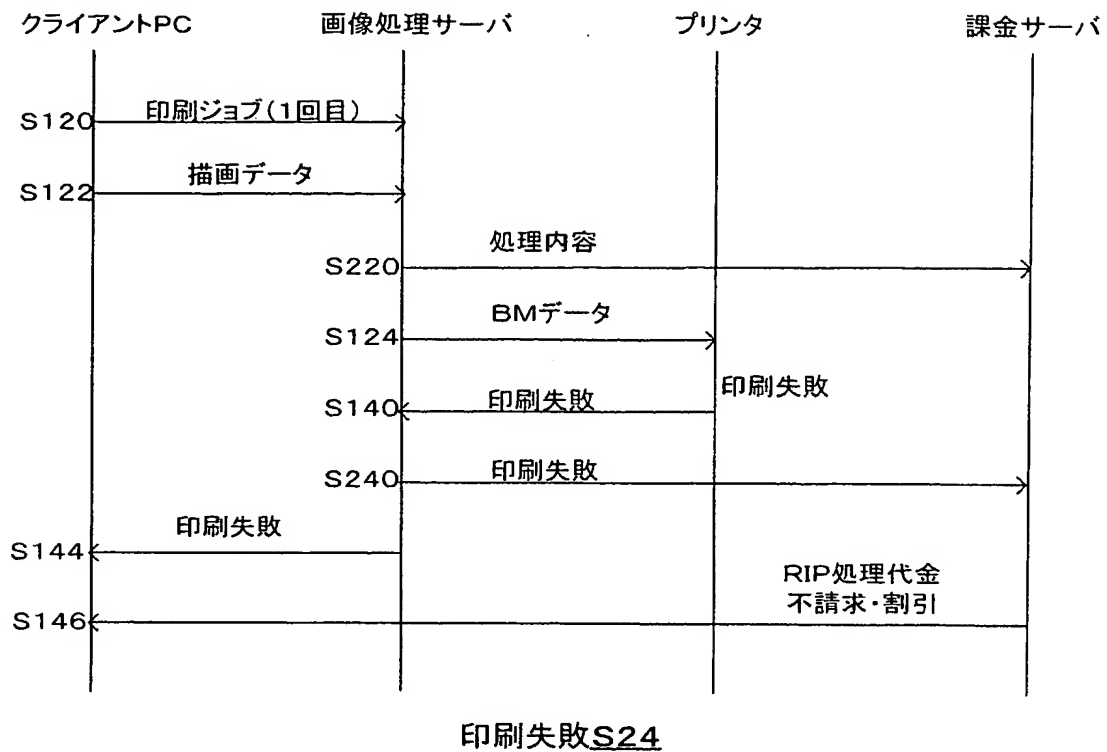 クライアントPC 画像処理サーバ プリンタ 課金サーバ
S120 印刷ジョブ(1回目)
S122 描画データ
S220 処理内容
S124 BMデータ
印刷失敗
S140 印刷失敗
S240 印刷失敗
S144 印刷失敗
RIP処理代金
不請求・割引
S146
印刷失敗S24